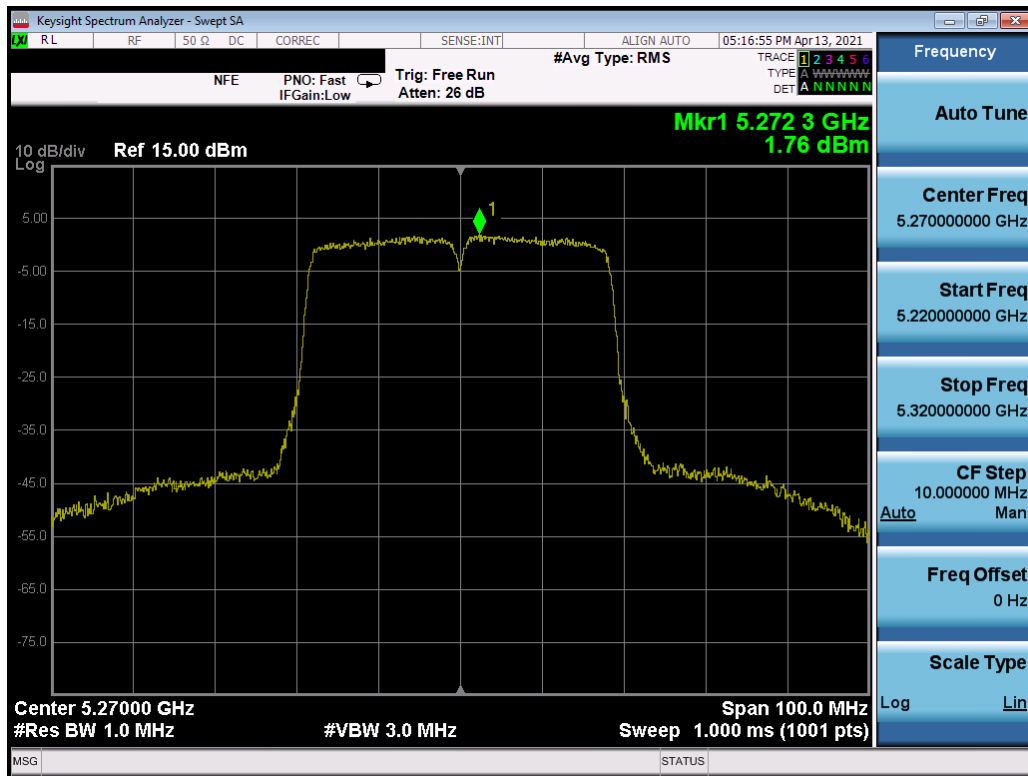 Keysight Spectrum Analyzer - Swept SA
LXI RL RF 50 Ω DC CORREC SENSE:INT ALIGN AUTO 05:16:55 PM Apr 13, 2021
#Avg Type: RMS
TRACE 1 2 3 4 5 6
TYPE A WWWWW
DET A N N N N N
NFE PNO: Fast Trig: Free Run
IFGain:Low Atten: 26 dB
Mkr1 5.272 3 GHz
1.76 dBm
10 dB/div Ref 15.00 dBm
Log
1
5.00
-5.00
-15.0
-25.0
-35.0
-45.0
-55.0
-65.0
-75.0
Center 5.27000 GHz Span 100.0 MHz
#Res BW 1.0 MHz #VBW 3.0 MHz Sweep 1.000 ms (1001 pts)
MSG STATUS
Frequency
Auto Tune
Center Freq
5.270000000 GHz
Start Freq
5.220000000 GHz
Stop Freq
5.320000000 GHz
CF Step
10.000000 MHz
Auto Man
Freq Offset
0 Hz
Scale Type
Log Lin